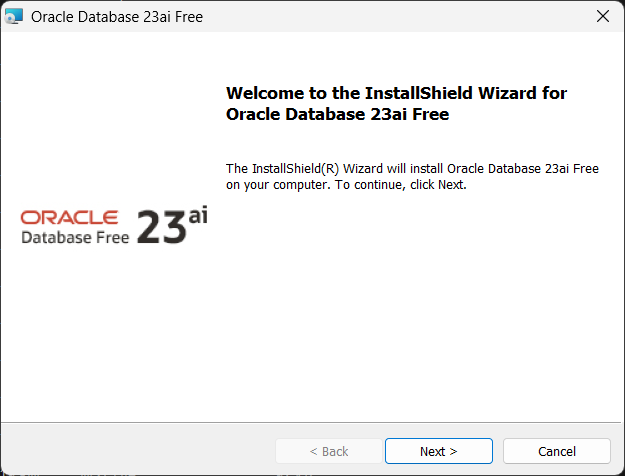 Oracle Database 23ai Free
Welcome to the InstallShield Wizard for
Oracle Database 23ai Free
The InstallShield(R) Wizard will install Oracle Database 23ai Free
on your computer. To continue, click Next.
ORACLE
Database Free 23ai
< Back
Next >
Cancel